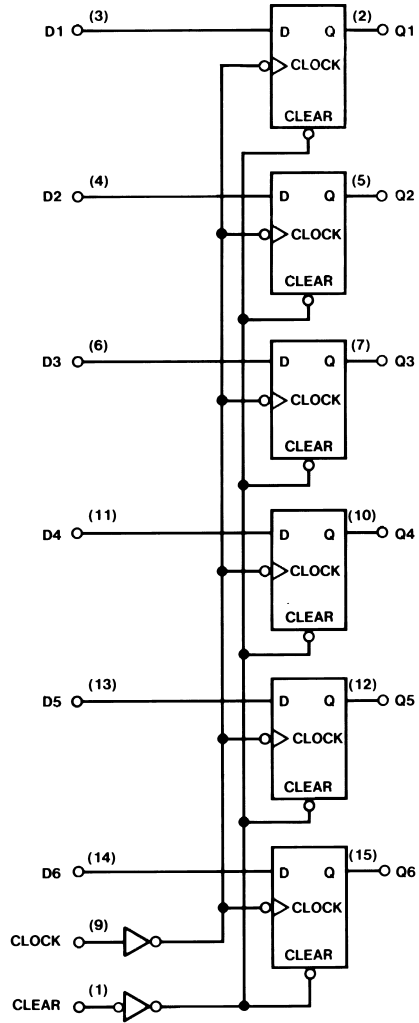 D1 (3) D Q (2) Q1
CLOCK
CLEAR
D2 (4) D Q (5) Q2
CLOCK
CLEAR
D3 (6) D Q (7) Q3
CLOCK
CLEAR
D4 (11) D Q (10) Q4
CLOCK
CLEAR
D5 (13) D Q (12) Q5
CLOCK
CLEAR
D6 (14) D Q (15) Q6
CLOCK
CLOCK (9)
CLEAR
CLEAR (1)